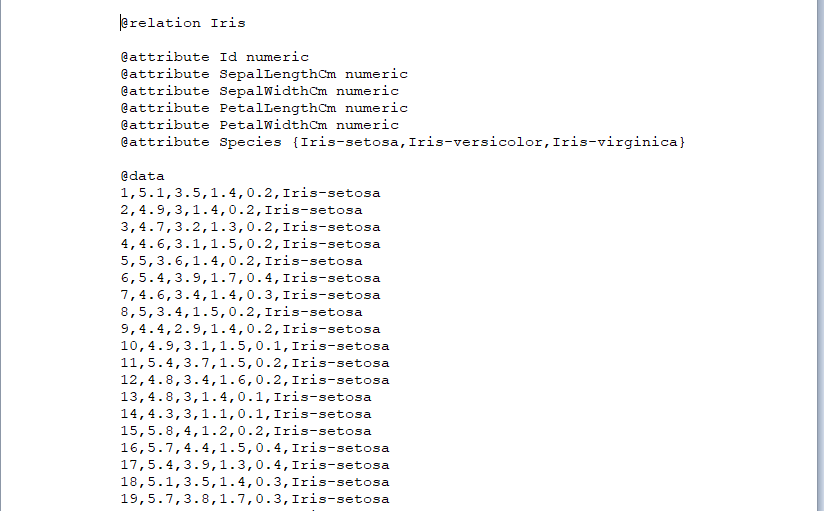 @relation Iris
@attribute Id numeric
@attribute SepalLengthCm numeric
@attribute SepalWidthCm numeric
@attribute PetalLengthCm numeric
@attribute PetalWidthCm numeric
@attribute Species {Iris-setosa,Iris-versicolor,Iris-virginica}
@data
1,5.1,3.5,1.4,0.2,Iris-setosa
2,4.9,3,1.4,0.2,Iris-setosa
3,4.7,3.2,1.3,0.2,Iris-setosa
4,4.6,3.1,1.5,0.2,Iris-setosa
5,5,3.6,1.4,0.2,Iris-setosa
6,5.4,3.9,1.7,0.4,Iris-setosa
7,4.6,3.4,1.4,0.3,Iris-setosa
8,5,3.4,1.5,0.2,Iris-setosa
9,4.4,2.9,1.4,0.2,Iris-setosa
10,4.9,3.1,1.5,0.1,Iris-setosa
11,5.4,3.7,1.5,0.2,Iris-setosa
12,4.8,3.4,1.6,0.2,Iris-setosa
13,4.8,3,1.4,0.1,Iris-setosa
14,4.3,3,1.1,0.1,Iris-setosa
15,5.8,4,1.2,0.2,Iris-setosa
16,5.7,4.4,1.5,0.4,Iris-setosa
17,5.4,3.9,1.3,0.4,Iris-setosa
18,5.1,3.5,1.4,0.3,Iris-setosa
19,5.7,3.8,1.7,0.3,Iris-setosa